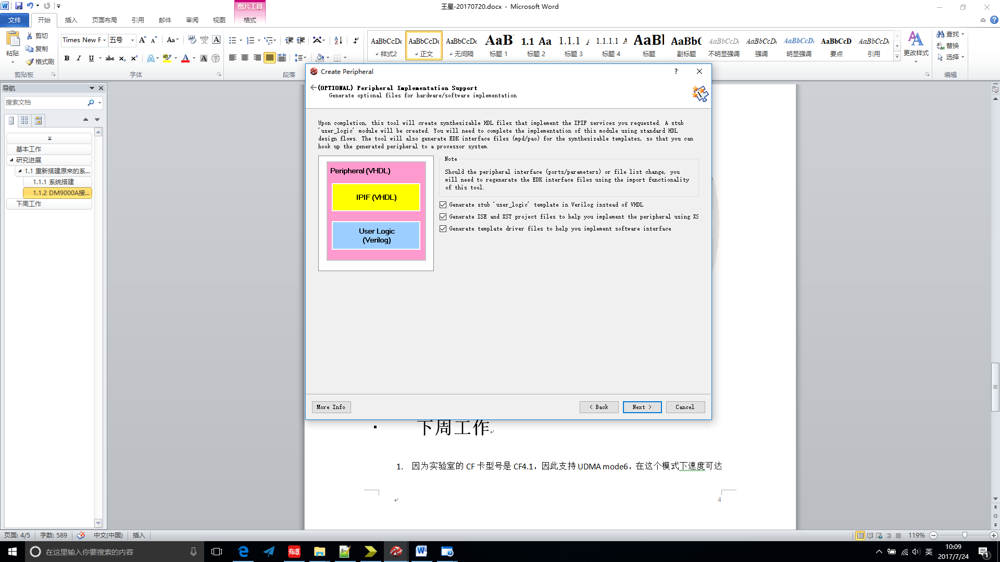 王星-20170720.docx - Microsoft Word
图片工具
文件 开始 插入 页面布局 引用 邮件 审阅 视图 格式
粘贴
剪切
复制
格式刷
剪贴板
Times New F 五号
字体
段落
AaBbCcDc AaBbCcDc AaBbCcDc AaB 1.1 Aa 1.1.1 1.1.1.1 AaBl AaBbC AaBbCcDc AaBbCcDc AaBbCcDc AaBbCcD AaBbCcDc
样式2 正文 无间隔 标题 1 标题 2 标题 3 标题 4 标题 副标题 不明显强调 强调 明显强调 要点 引用
更改样式
查找
替换
选择
编辑
导航
搜索文档
基本工作
研究进展
1.1 重新搭建原来的系...
1.1.1 系统搭建
1.1.2 DM9000A接...
下周工作
Create Peripheral
(OPTIONAL) Peripheral Implementation Support
Generate optional files for hardware/software implementation
Upon completion, this tool will create synthesizable HDL files that implement the IPIF services you requested. A stub
'user_logic' module will be created. You will need to complete the implementation of this module using standard HDL
design flows. The tool will also generate EDK interface files (mpd/pao) for the synthesizable templates, so that you can
hook up the generated peripheral to a processor system.
Peripheral (VHDL)
IPIF (VHDL)
User Logic
(Verilog)
Note
Should the peripheral interface (ports/parameters) or file list change, you
will need to regenerate the EDK interface files using the import functionality
of this tool.
Generate stub 'user_logic' template in Verilog instead of VHDL
Generate ISE and XST project files to help you implement the peripheral using XS
Generate template driver files to help you implement software interface
More Info
< Back
Next >
Cancel
下周工作
1. 因为实验室的 CF 卡型号是 CF4.1，因此支持 UDMA mode6，在这个模式下速度可达
4
页面: 4/5 字数: 589 中文(中国) 插入
119%
在这里输入你要搜索的内容
有道
英
10:09
2017/7/24
1